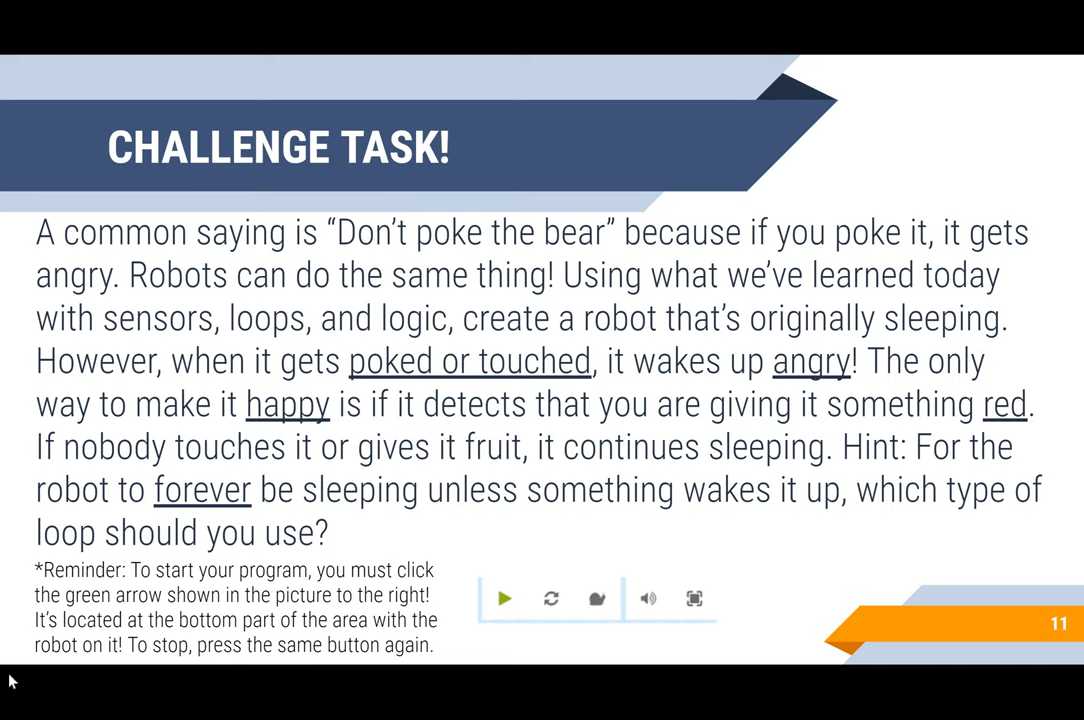 CHALLENGE TASK!
A common saying is “Don’t poke the bear” because if you poke it, it gets
angry. Robots can do the same thing! Using what we’ve learned today
with sensors, loops, and logic, create a robot that’s originally sleeping.
However, when it gets poked or touched, it wakes up angry! The only
way to make it happy is if it detects that you are giving it something red.
If nobody touches it or gives it fruit, it continues sleeping. Hint: For the
robot to forever be sleeping unless something wakes it up, which type of
loop should you use?
*Reminder: To start your program, you must click
the green arrow shown in the picture to the right!
It’s located at the bottom part of the area with the
robot on it! To stop, press the same button again.
11